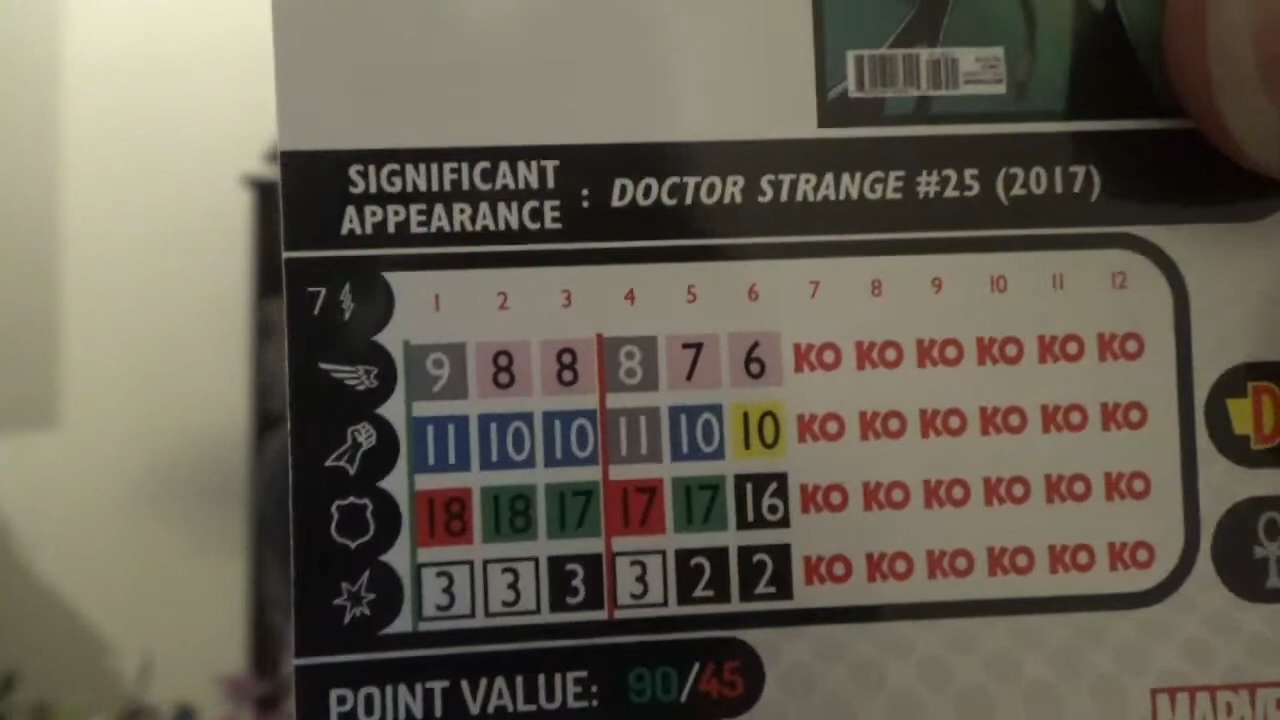 SIGNIFICANT
APPEARANCE : DOCTOR STRANGE #25 (2017)
7 1 2 3 4 5 6 7 8 9 10 11 12
9 8 8 8 7 6 KO KO KO KO KO KO
11 10 10 11 10 10 KO KO KO KO KO KO
18 18 17 17 17 16 KO KO KO KO KO KO
3 3 3 3 2 2 KO KO KO KO KO KO
D
POINT VALUE: 90/45
MARVE